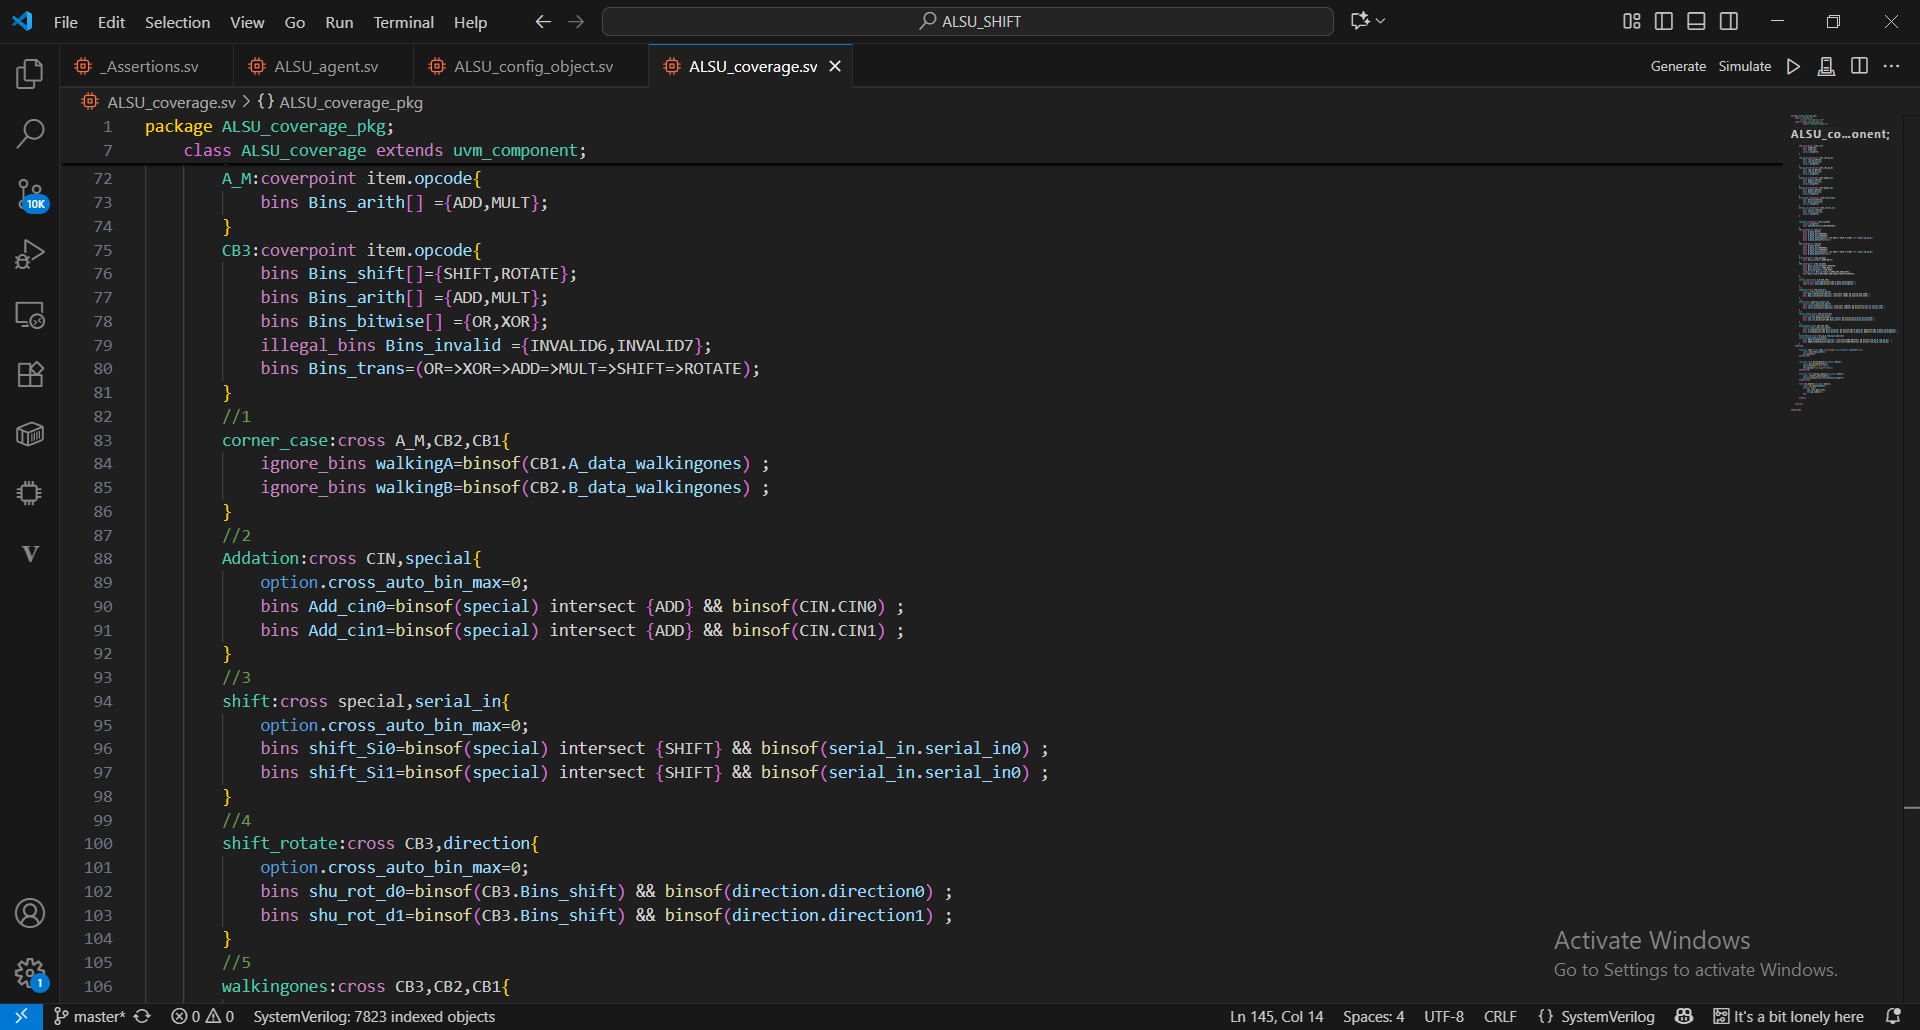 File Edit Selection View Go Run Terminal Help ALSU_SHIFT
_Assertions.sv ALSU_agent.sv ALSU_config_object.sv ALSU_coverage.sv Generate Simulate
ALSU_coverage.sv > {} ALSU_coverage_pkg
1 package ALSU_coverage_pkg;
7 class ALSU_coverage extends uvm_component;
72 A_M:coverpoint item.opcode{
73 bins Bins_arith[] ={ADD,MULT};
74 }
75 CB3:coverpoint item.opcode{
76 bins Bins_shift[]={SHIFT,ROTATE};
77 bins Bins_arith[] ={ADD,MULT};
78 bins Bins_bitwise[] ={OR,XOR};
79 illegal_bins Bins_invalid ={INVALID6,INVALID7};
80 bins Bins_trans=(OR=>XOR=>ADD=>MULT=>SHIFT=>ROTATE);
81 }
82 //1
83 corner_case:cross A_M,CB2,CB1{
84 ignore_bins walkingA=binsof(CB1.A_data_walkingones) ;
85 ignore_bins walkingB=binsof(CB2.B_data_walkingones) ;
86 }
87 //2
88 Addation:cross CIN,special{
89 option.cross_auto_bin_max=0;
90 bins Add_cin0=binsof(special) intersect {ADD} && binsof(CIN.CIN0) ;
91 bins Add_cin1=binsof(special) intersect {ADD} && binsof(CIN.CIN1) ;
92 }
93 //3
94 shift:cross special,serial_in{
95 option.cross_auto_bin_max=0;
96 bins shift_Si0=binsof(special) intersect {SHIFT} && binsof(serial_in.serial_in0) ;
97 bins shift_Si1=binsof(special) intersect {SHIFT} && binsof(serial_in.serial_in0) ;
98 }
99 //4
100 shift_rotate:cross CB3,direction{
101 option.cross_auto_bin_max=0;
102 bins shu_rot_d0=binsof(CB3.Bins_shift) && binsof(direction.direction0) ;
103 bins shu_rot_d1=binsof(CB3.Bins_shift) && binsof(direction.direction1) ;
104 }
105 //5
106 walkingones:cross CB3,CB2,CB1{
ALSU_co...onent;
10K
V
1
Activate Windows
Go to Settings to activate Windows.
master* 0 0 SystemVerilog: 7823 indexed objects Ln 145, Col 14 Spaces: 4 UTF-8 CRLF {} SystemVerilog It's a bit lonely here